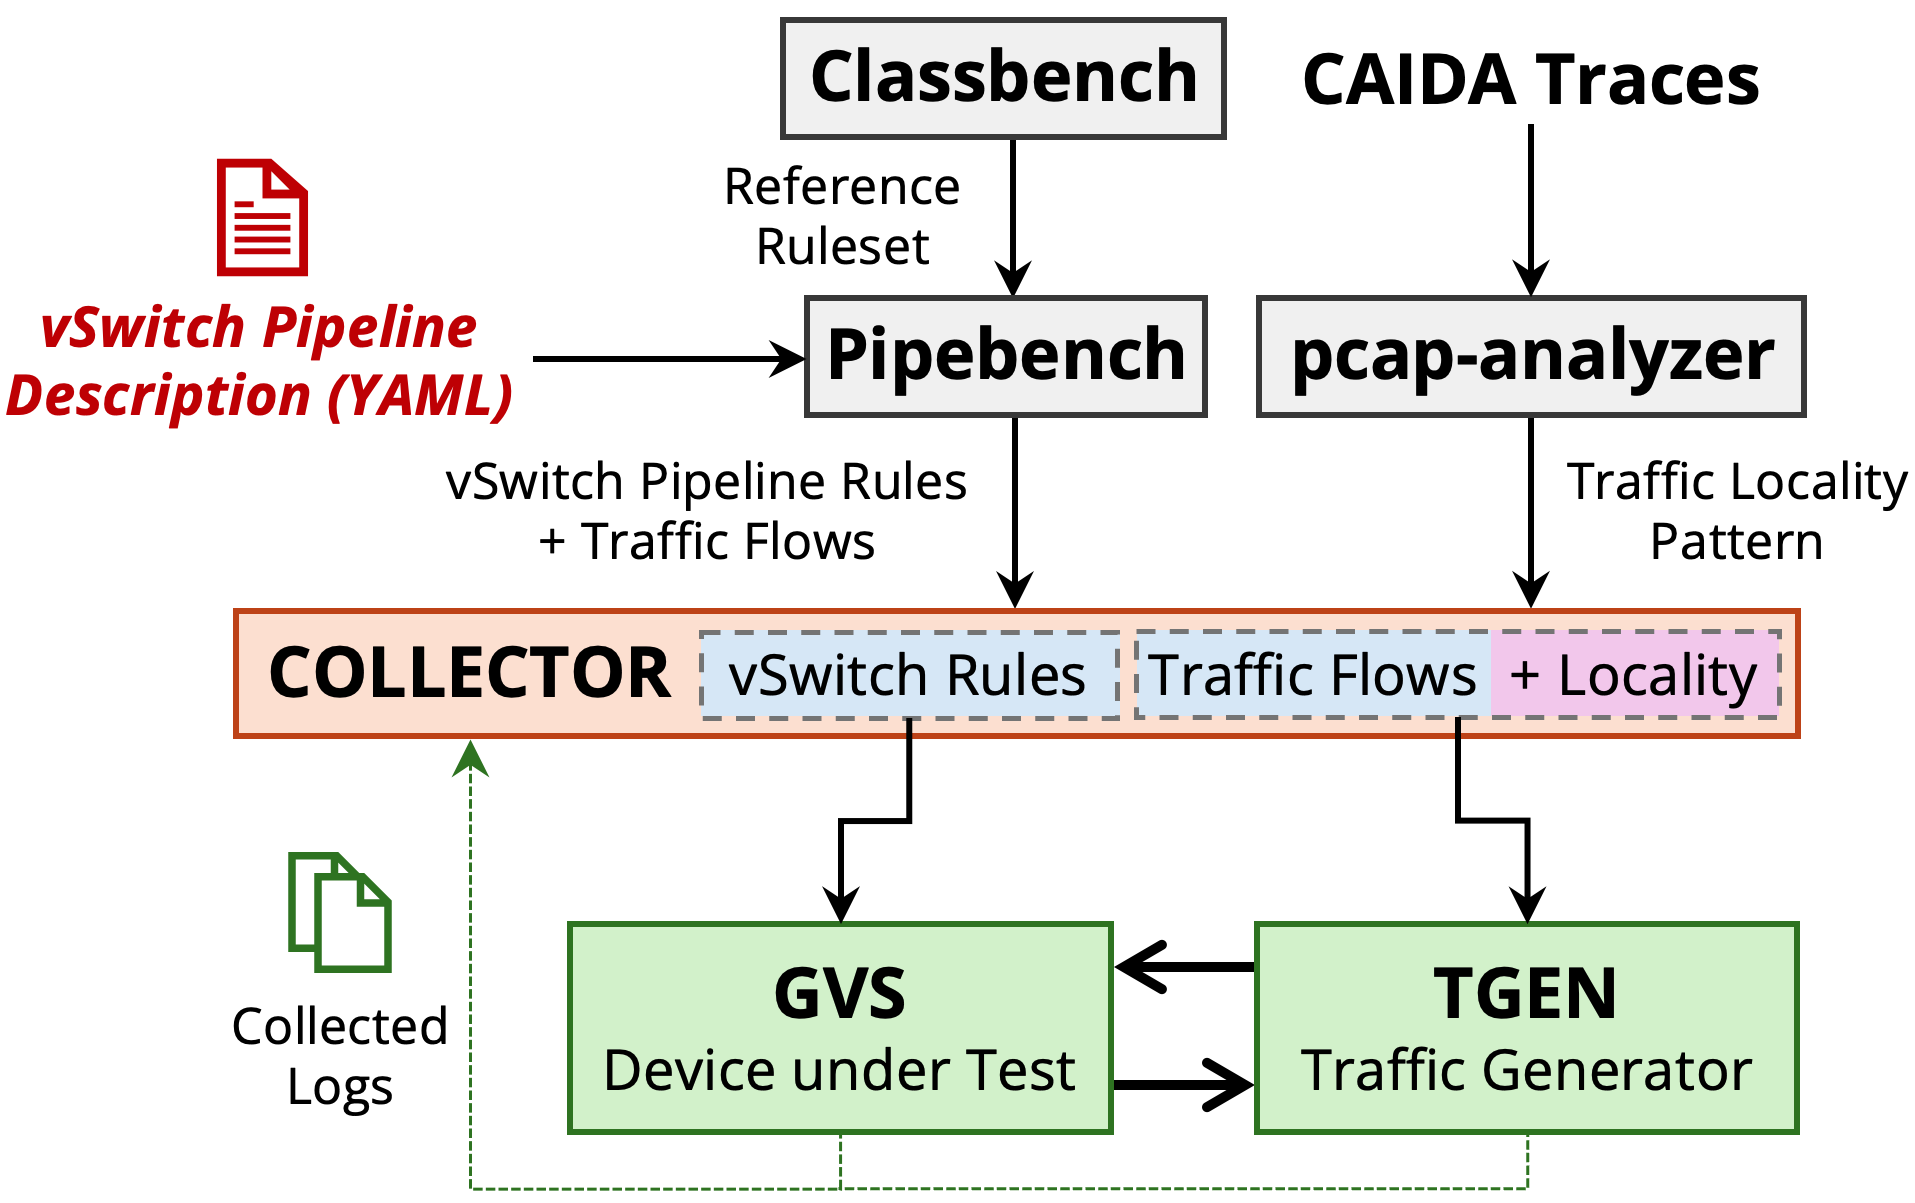 Classbench
CAIDA Traces
Reference
Ruleset
vSwitch Pipeline
Description (YAML)
Pipebench
pcap-analyzer
vSwitch Pipeline Rules
+ Traffic Flows
Traffic Locality
Pattern
COLLECTOR
vSwitch Rules
Traffic Flows + Locality
Collected
Logs
GVS
Device under Test
TGEN
Traffic Generator